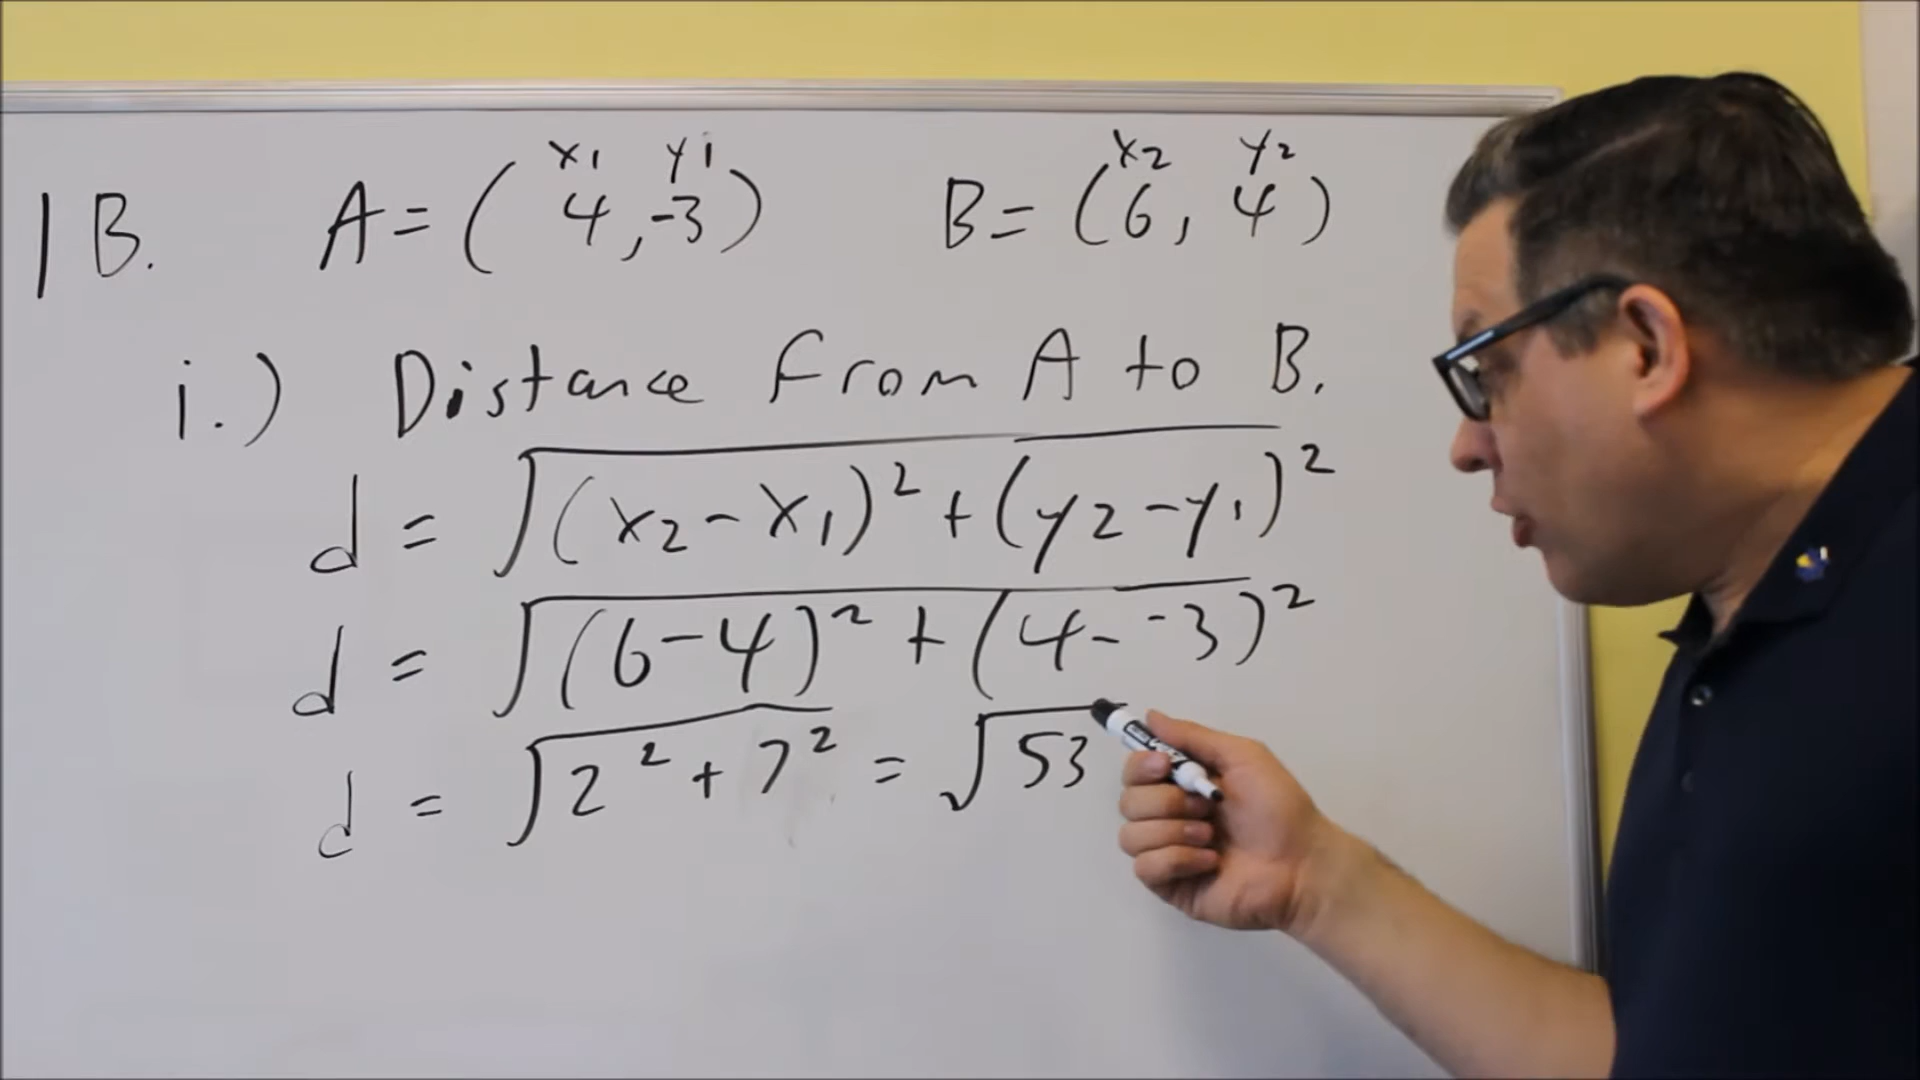 x1 y1 x2 y2
1B. A = (4, -3) B = (6, 4)
i.) Distance From A to B.
d = √(x2 - x1)² + (y2 - y1)²
d = √(6 - 4)² + (4 - -3)²
d = √2² + 7² = √53